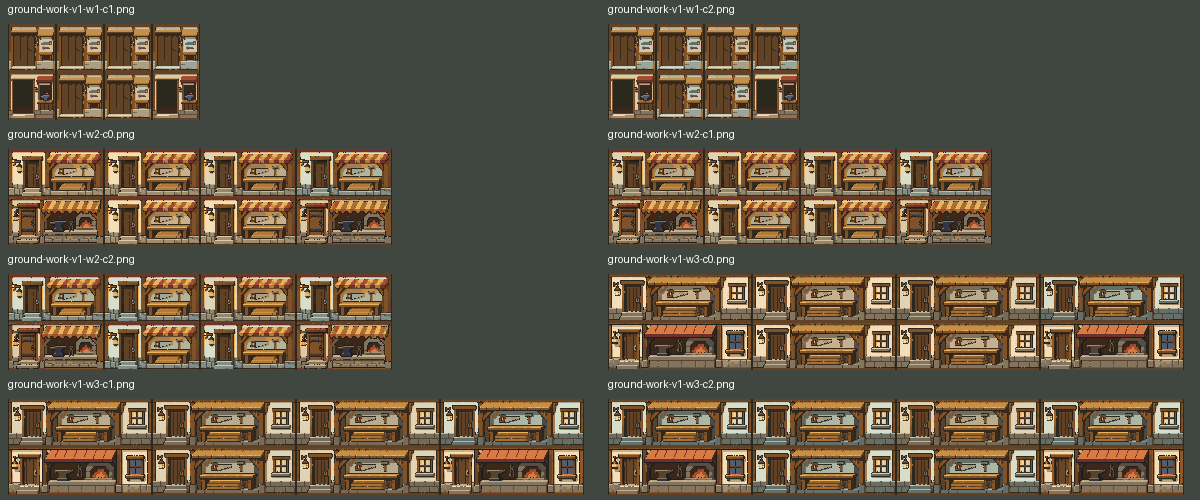 ground-work-v1-w1-c1.png
ground-work-v1-w1-c2.png
ground-work-v1-w2-c0.png
ground-work-v1-w2-c1.png
ground-work-v1-w2-c2.png
ground-work-v1-w3-c0.png
ground-work-v1-w3-c1.png
ground-work-v1-w3-c2.png